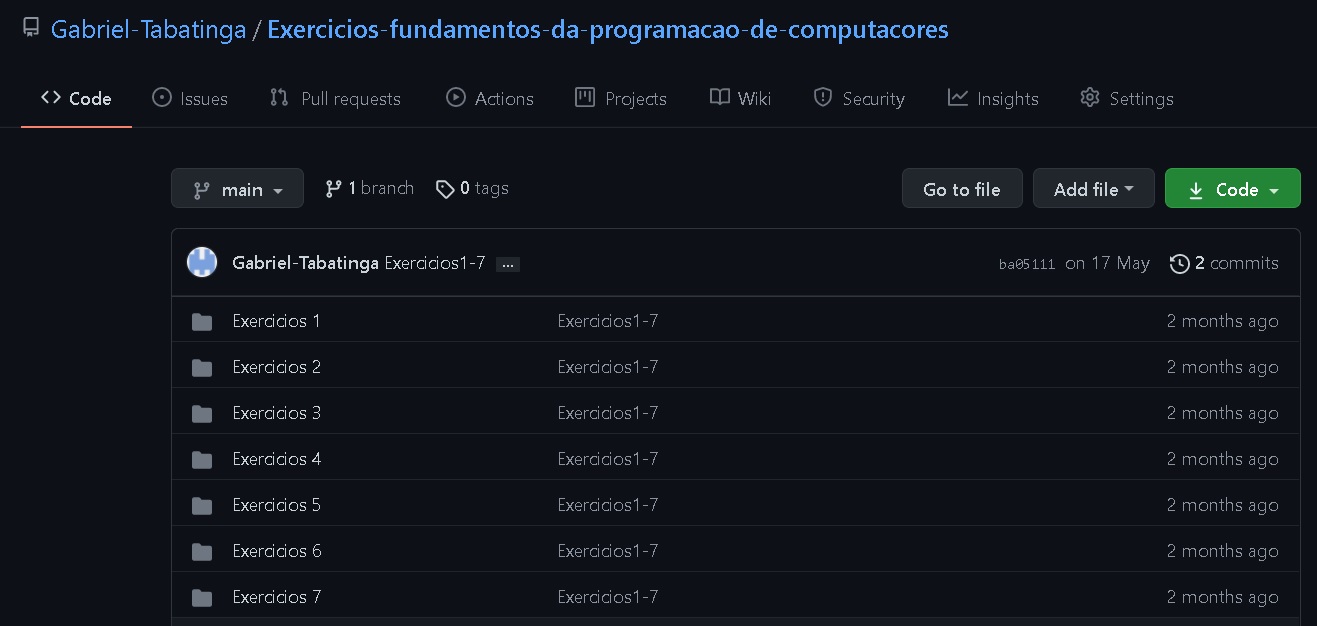 Gabriel-Tabatinga / Exercicios-fundamentos-da-programacao-de-computacores
Code Issues Pull requests Actions Projects Wiki Security Insights Settings
main 1 branch 0 tags Go to file Add file Code
Gabriel-Tabatinga Exercicios1-7 ... ba05111 on 17 May 2 commits
Exercicios 1 Exercicios1-7 2 months ago
Exercicios 2 Exercicios1-7 2 months ago
Exercicios 3 Exercicios1-7 2 months ago
Exercicios 4 Exercicios1-7 2 months ago
Exercicios 5 Exercicios1-7 2 months ago
Exercicios 6 Exercicios1-7 2 months ago
Exercicios 7 Exercicios1-7 2 months ago